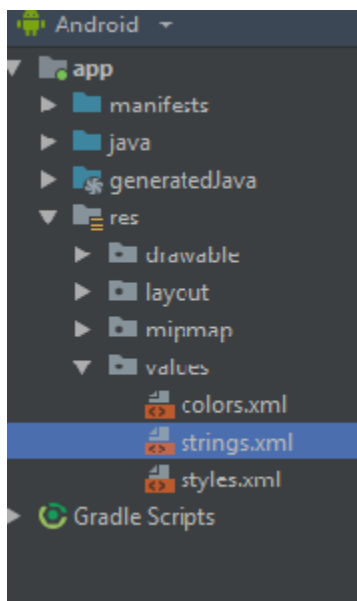 Android
app
manifests
java
generatedJava
res
drawable
layout
mipmap
values
colors.xml
strings.xml
styles.xml
Gradle Scripts